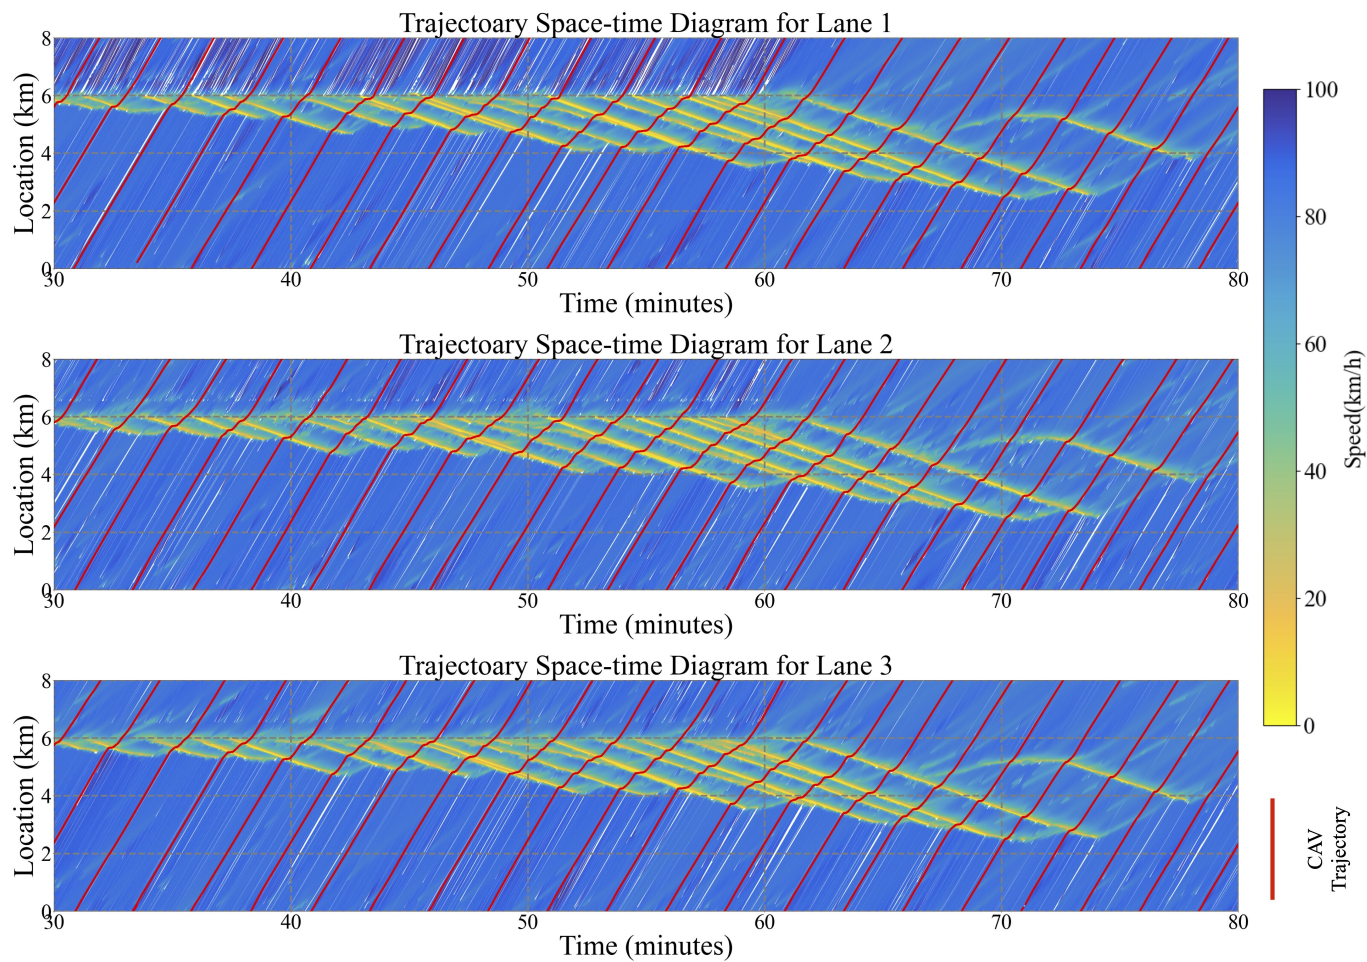 Trajectoary Space-time Diagram for Lane 1
8
6
4
2
0
Location (km)
30 40 50 60 70 80
Time (minutes)
Trajectoary Space-time Diagram for Lane 2
8
6
4
2
0
Location (km)
30 40 50 60 70 80
Time (minutes)
Trajectoary Space-time Diagram for Lane 3
8
6
4
2
0
Location (km)
30 40 50 60 70 80
Time (minutes)
100
80
60
40
20
0
Speed(km/h)
CAV
Trajectory